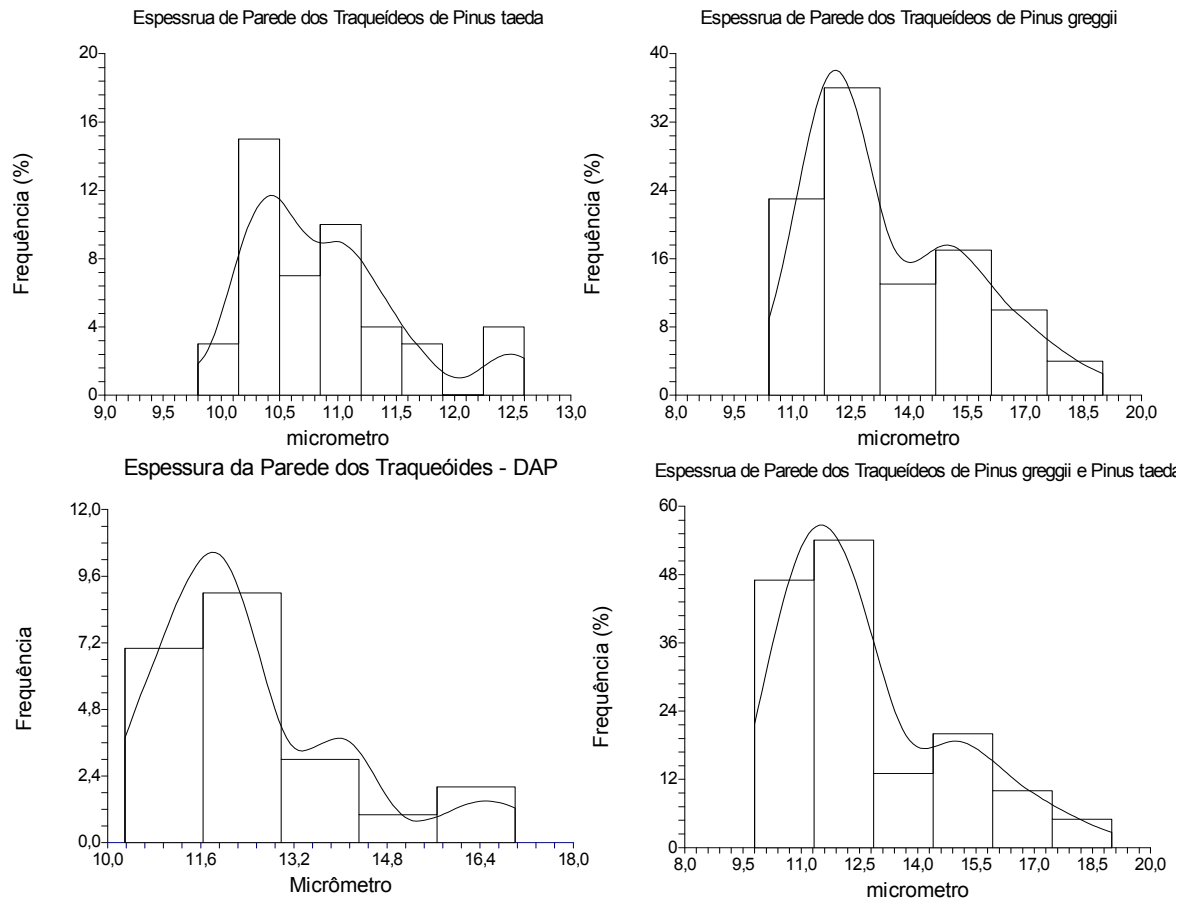 Espessrua de Parede dos Traqueídeos de Pinus taeda
20
16
12
8
4
0
Frequência (%)
9,0 9,5 10,0 10,5 11,0 11,5 12,0 12,5 13,0
micrometro
Espessrua de Parede dos Traqueídeos de Pinus greggii
40
32
24
16
8
0
Frequência (%)
8,0 9,5 11,0 12,5 14,0 15,5 17,0 18,5 20,0
micrometro
Espessura da Parede dos Traqueóides - DAP
12,0
9,6
7,2
4,8
2,4
0,0
Frequência
10,0 11,6 13,2 14,8 16,4 18,0
Micrômetro
Espessrua de Parede dos Traqueídeos de Pinus greggii e Pinus taeda
60
48
36
24
12
0
Frequência (%)
8,0 9,5 11,0 12,5 14,0 15,5 17,0 18,5 20,0
micrometro